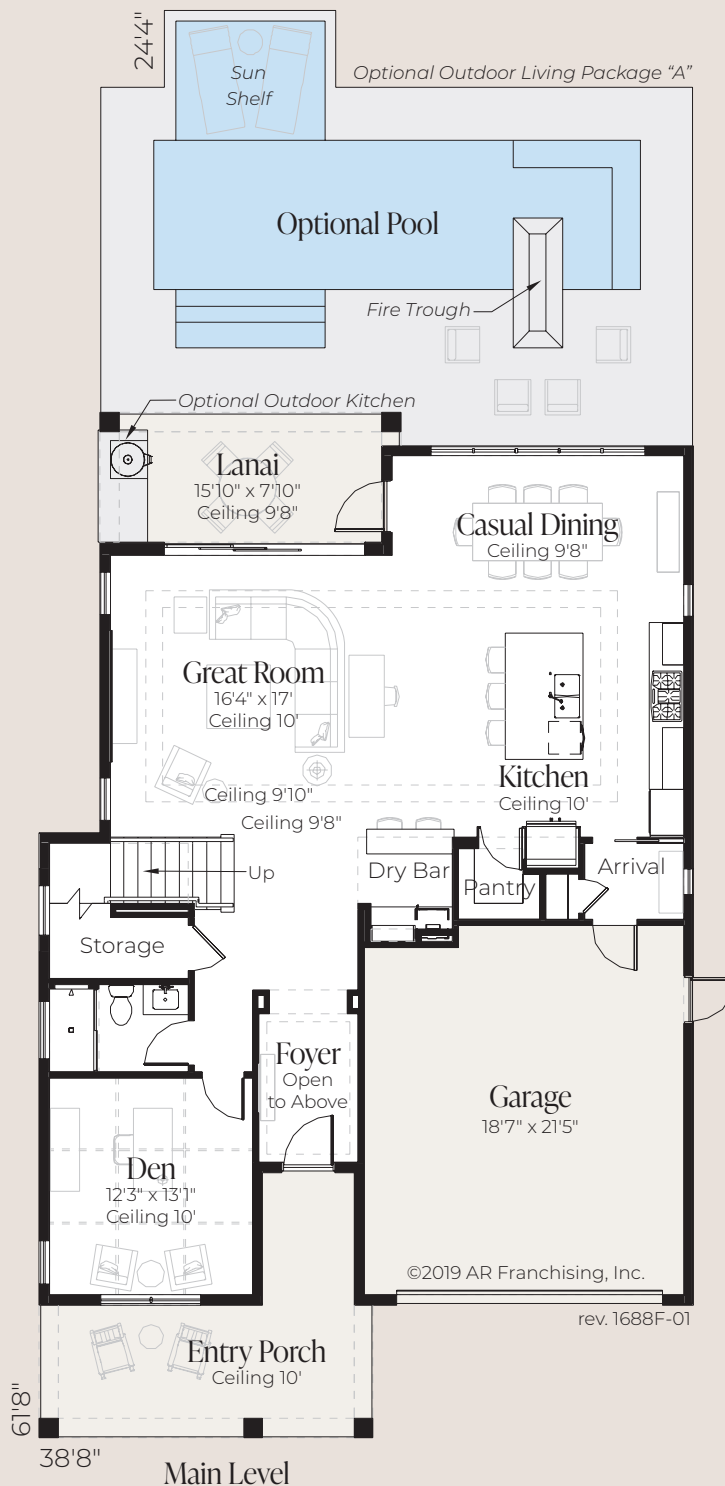 24'4"
Sun
Shelf
Optional Outdoor Living Package “A”
Optional Pool
Fire Trough
Optional Outdoor Kitchen
Lanai
15'10" x 7'10"
Ceiling 9'8"
Casual Dining
Ceiling 9'8"
Great Room
16'4" x 17'
Ceiling 10'
Kitchen
Ceiling 10'
Ceiling 9'10"
Ceiling 9'8"
Up
Dry Bar
Pantry
Arrival
Storage
Foyer
Open
to Above
Garage
18'7" x 21'5"
Den
12'3" x 13'1"
Ceiling 10'
©2019 AR Franchising, Inc.
rev. 1688F-01
Entry Porch
Ceiling 10'
61'8"
38'8"
Main Level